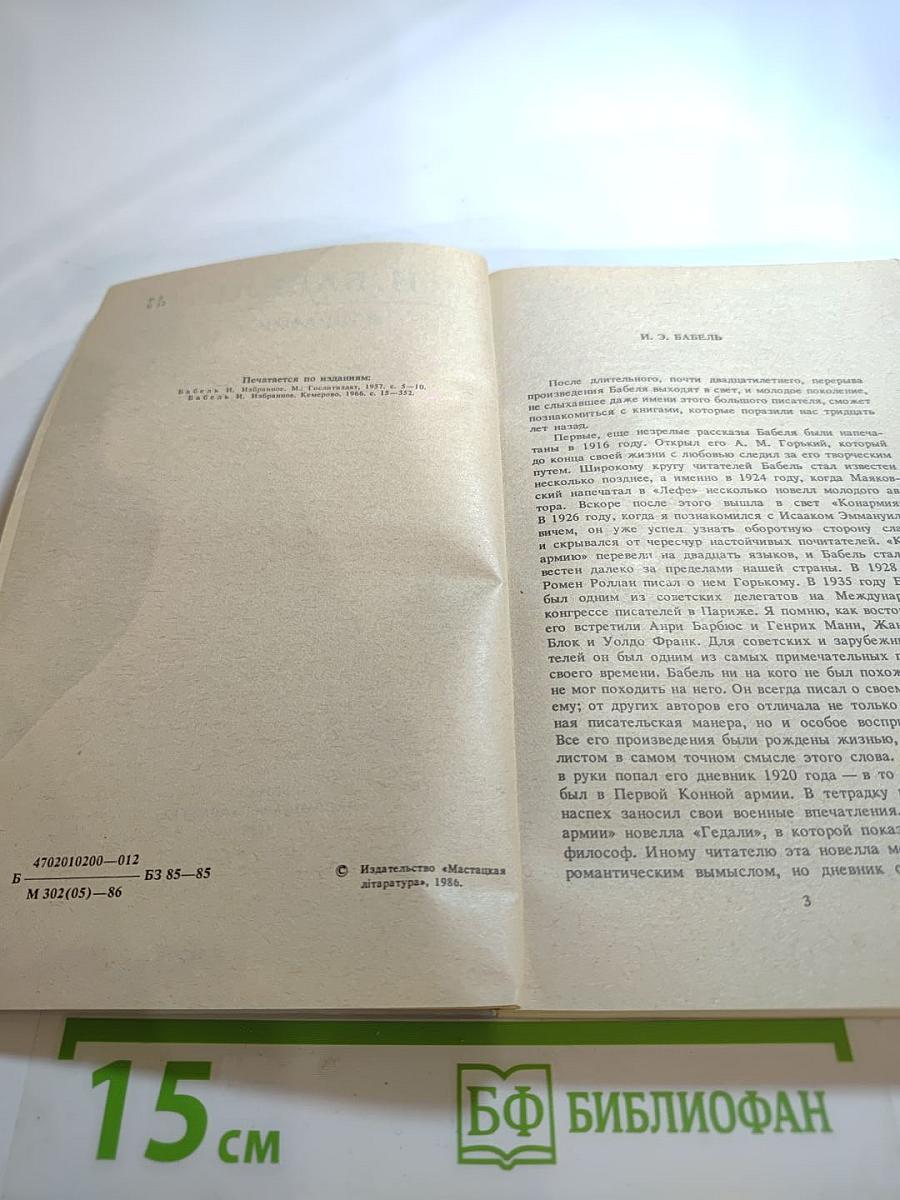 Печатается по изданиям:
Бабель И. Избранное. М.: Гослитиздат, 1957, с. 5—10.
Бабель И. Избранное. Кемерово, 1966, с. 15—352.
4702010200—012
Б БЗ 85—85
М 302(05)—86
© Издательство «Мастацкая
літаратура», 1986.
И. Э. БАБЕЛЬ
После длительного, почти двадцатилетнего, перерыва
произведения Бабеля выходят в свет, и молодое поколение,
не слыхавшее даже имени этого большого писателя, сможет
познакомиться с книгами, которые поразили нас тридцать
лет назад.
Первые, еще незрелые рассказы Бабеля были напеча-
таны в 1916 году. Открыл его А. М. Горький, который
до конца своей жизни с любовью следил за его творческим
путем. Широкому кругу читателей Бабель стал известен
несколько позднее, а именно в 1924 году, когда Маяков-
ский напечатал в «Лефе» несколько новелл молодого ав
тора. Вскоре после этого вышла в свет «Конармия
В 1926 году, когда я познакомился с Исааком Эммануил
вичем, он уже успел узнать оборотную сторону сла
и скрывался от чересчур настойчивых почитателей. «К
армию» перевели на двадцать языков, и Бабель стал
вестен далеко за пределами нашей страны. В 1928
Ромен Роллан писал о нем Горькому. В 1935 году Б
был одним из советских делегатов на Междунар
конгрессе писателей в Париже. Я помню, как восто
его встретили Анри Барбюс и Генрих Манн, Жан
Блок и Уолдо Франк. Для советских и зарубежн
телей он был одним из самых примечательных п
своего времени. Бабель ни на кого не был похож
не мог походить на него. Он всегда писал о своем
ему; от других авторов его отличала не только
ная писательская манера, но и особое воспри
Все его произведения были рождены жизнью,
листом в самом точном смысле этого слова.
в руки попал его дневник 1920 года — в то
был в Первой Конной армии. В тетрадку
наспех заносил свои военные впечатления.
армии» новелла «Гедали», в которой показ
философ. Иному читателю эта новелла м
романтическим вымыслом, но дневник с
3
15 см
БФ БИБЛИОФАН